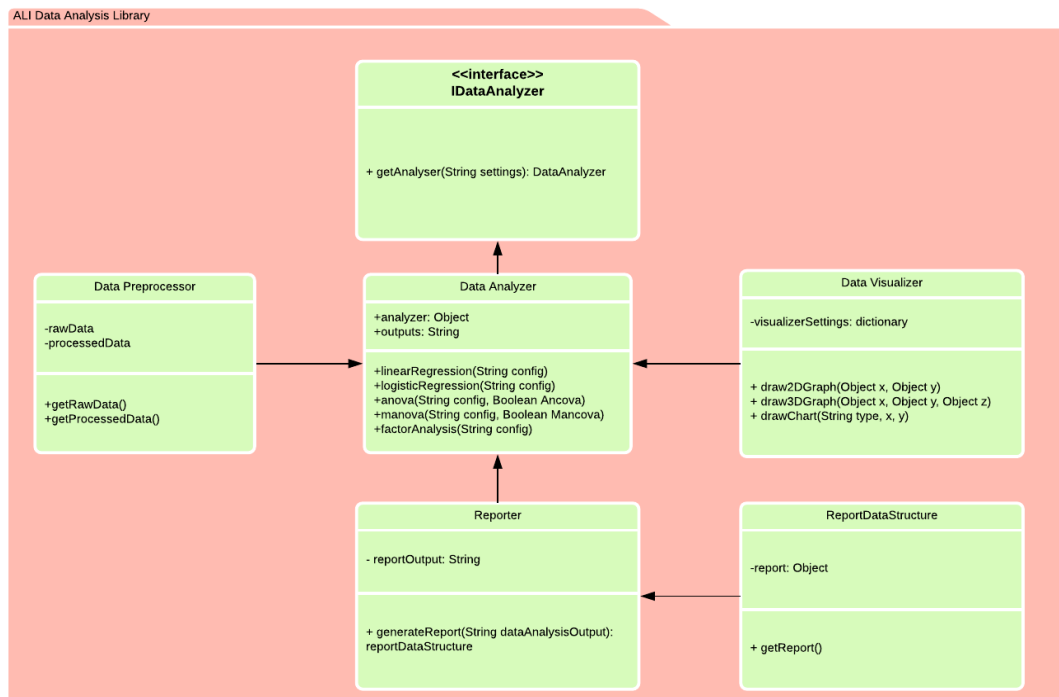 ALI Data Analysis Library
<<interface>>
IDataAnalyzer
+ getAnalyser(String settings): DataAnalyzer
Data Preprocessor
-rawData
-processedData
+getRawData()
+getProcessedData()
Data Analyzer
+analyzer: Object
+outputs: String
+linearRegression(String config)
+logisticRegression(String config)
+anova(String config, Boolean Ancova)
+manova(String config, Boolean Mancova)
+factorAnalysis(String config)
Data Visualizer
-visualizerSettings: dictionary
+ draw2DGraph(Object x, Object y)
+ draw3DGraph(Object x, Object y, Object z)
+ drawChart(String type, x, y)
Reporter
- reportOutput: String
+ generateReport(String dataAnalysisOutput):
reportDataStructure
ReportDataStructure
-report: Object
+ getReport()